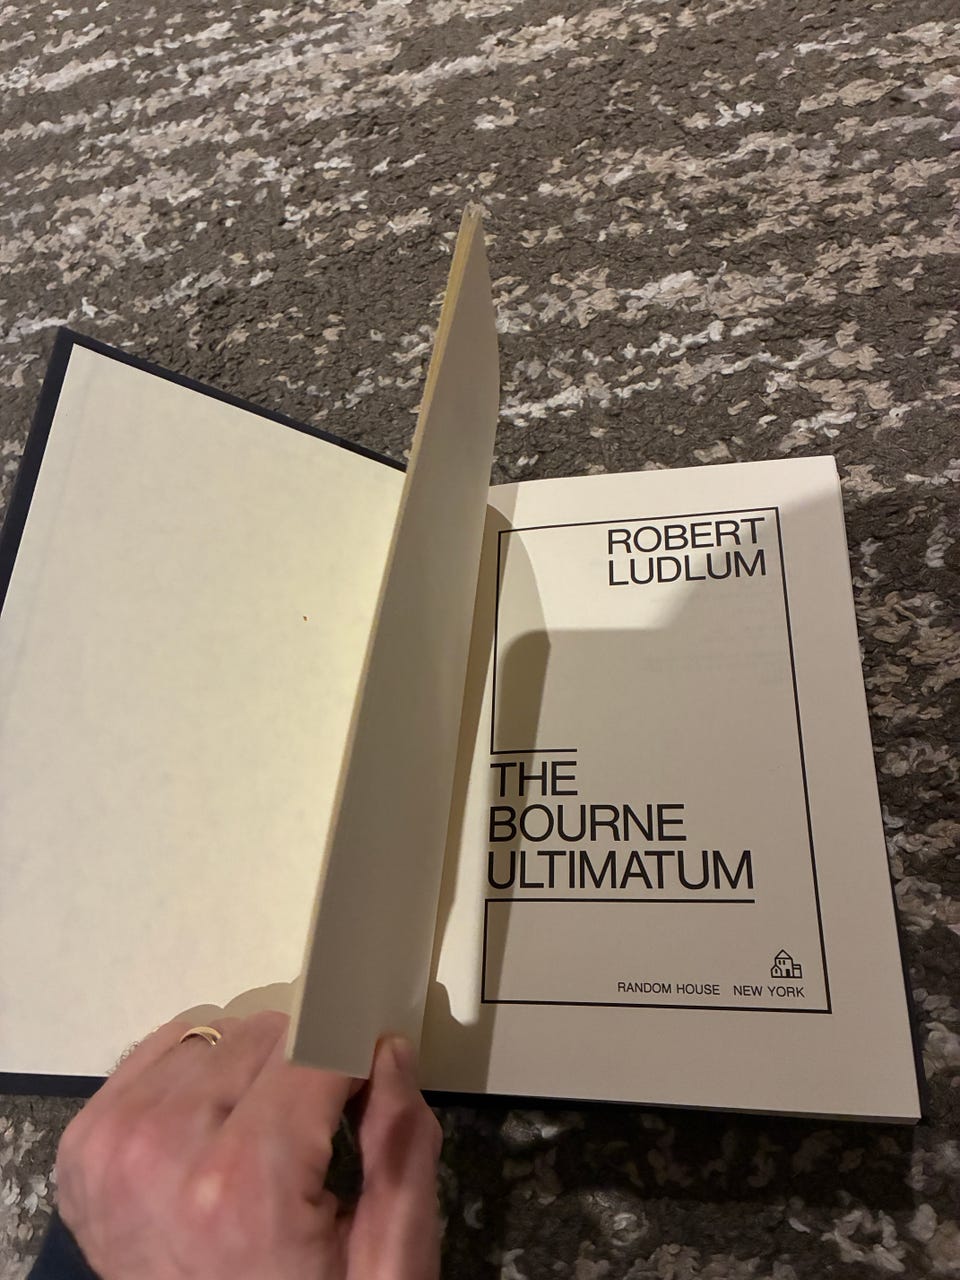 ROBERT
LUDLUM
THE
BOURNE
ULTIMATUM
RANDOM HOUSE NEW YORK